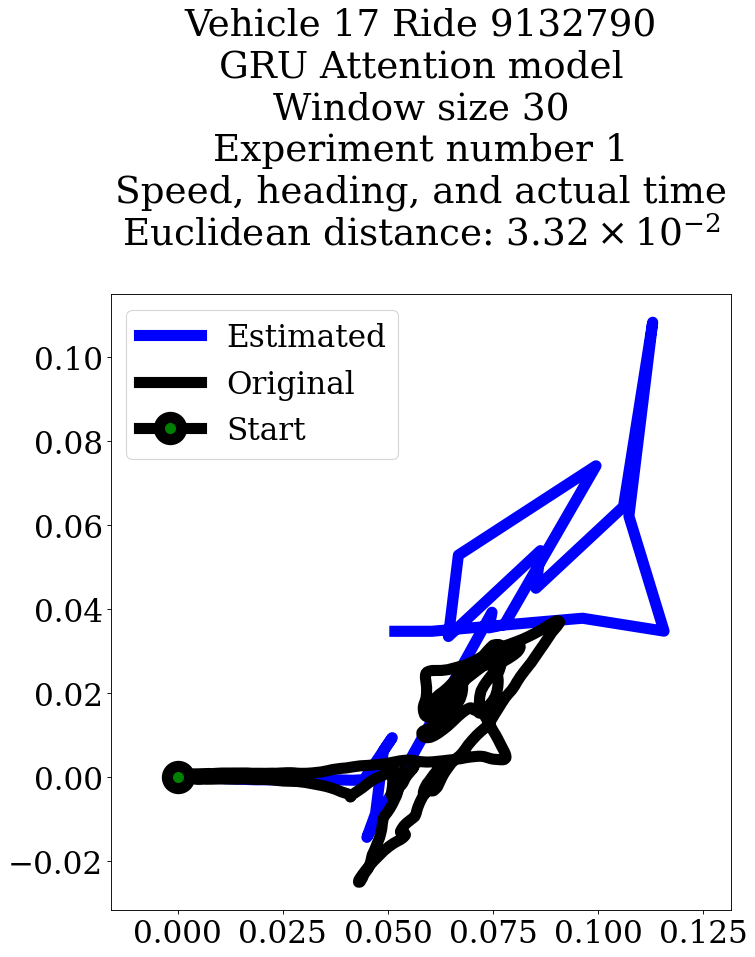 Vehicle 17 Ride 9132790
GRU Attention model
Window size 30
Experiment number 1
Speed, heading, and actual time
Euclidean distance: 3.32 × 10⁻²
Estimated
Original
Start
0.10
0.08
0.06
0.04
0.02
0.00
−0.02
0.000 0.025 0.050 0.075 0.100 0.125